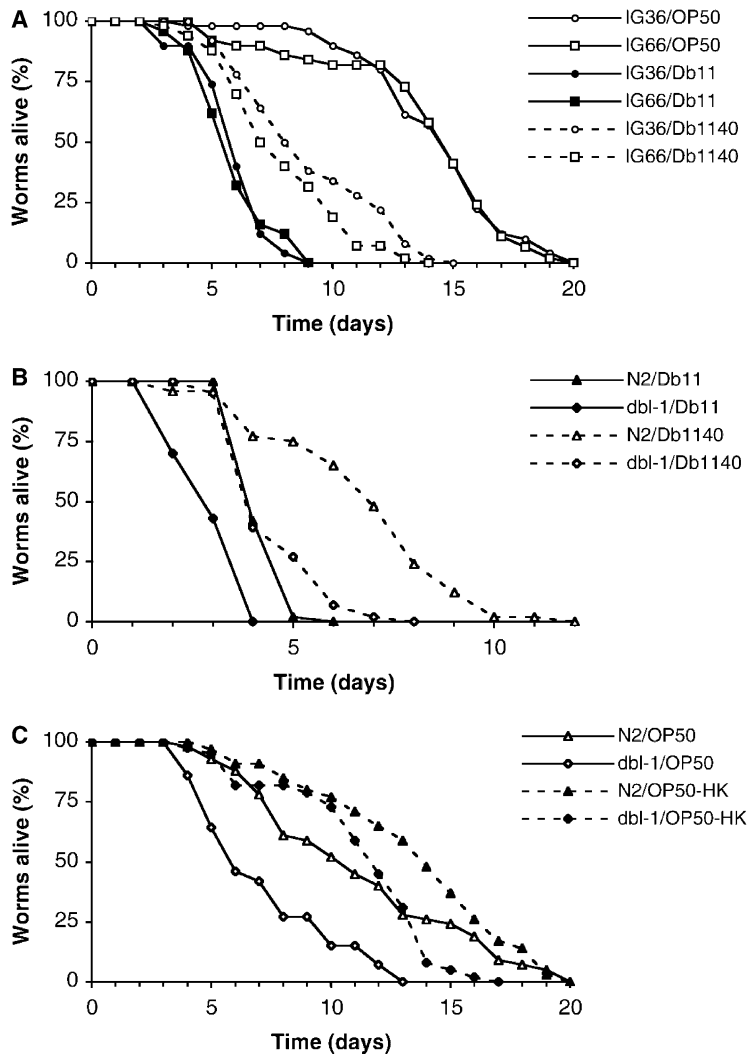 A
Worms alive (%)
100
75
50
25
0
0 5 10 15 20
Time (days)
IG36/OP50
IG66/OP50
IG36/Db11
IG66/Db11
IG36/Db1140
IG66/Db1140
B
Worms alive (%)
100
75
50
25
0
0 5 10
Time (days)
N2/Db11
dbl-1/Db11
N2/Db1140
dbl-1/Db1140
C
Worms alive (%)
100
75
50
25
0
0 5 10 15 20
Time (days)
N2/OP50
dbl-1/OP50
N2/OP50-HK
dbl-1/OP50-HK